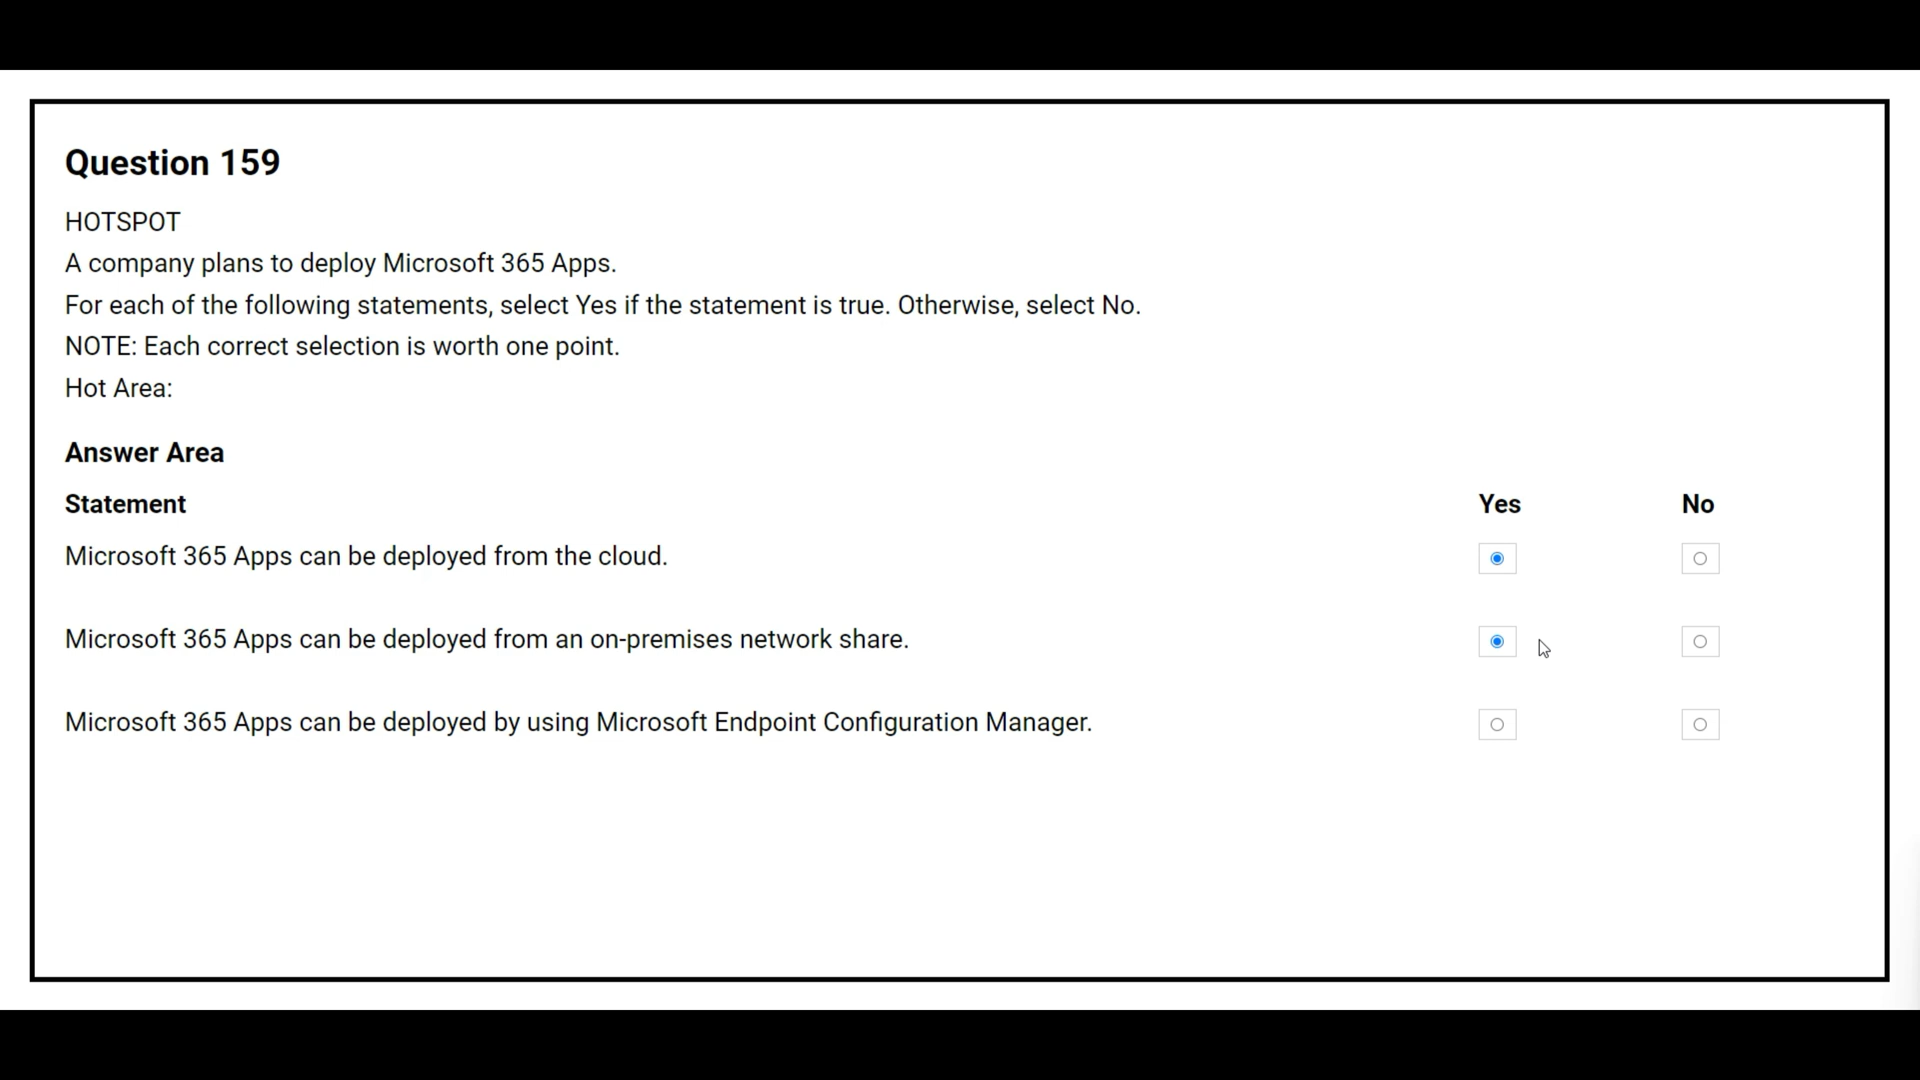 Question 159
HOTSPOT
A company plans to deploy Microsoft 365 Apps.
For each of the following statements, select Yes if the statement is true. Otherwise, select No.
NOTE: Each correct selection is worth one point.
Hot Area:
Answer Area
Statement Yes No
Microsoft 365 Apps can be deployed from the cloud.
Microsoft 365 Apps can be deployed from an on-premises network share.
Microsoft 365 Apps can be deployed by using Microsoft Endpoint Configuration Manager.